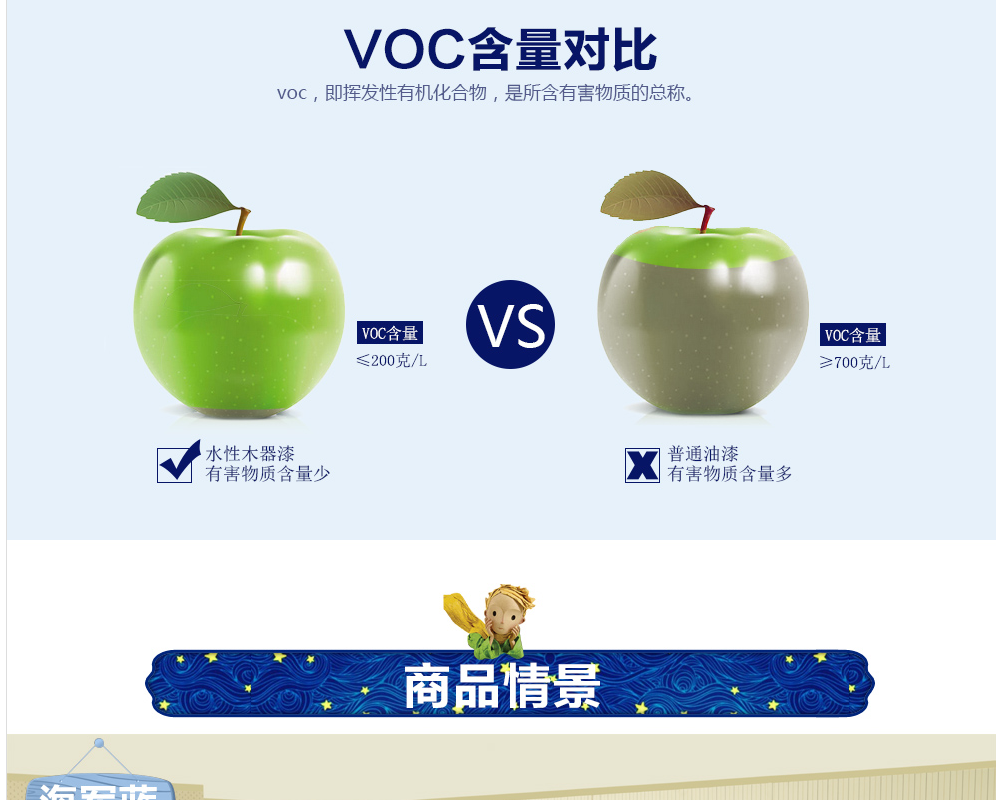 VOC含量对比
voc，即挥发性有机化合物，是所含有害物质的总称。
VOC含量
≤200克/L
VS
VOC含量
≥700克/L
水性木器漆
有害物质含量少
普通油漆
有害物质含量多
商品情景
海军蓝